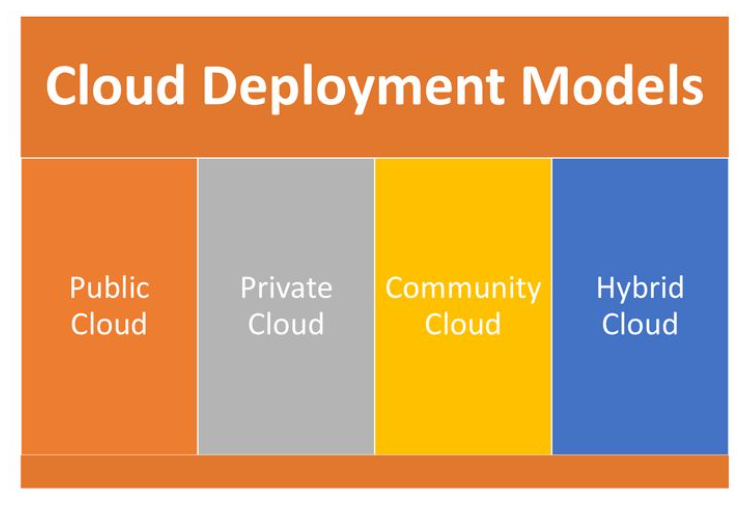 Cloud Deployment Models
Public
Cloud
Private
Cloud
Community
Cloud
Hybrid
Cloud